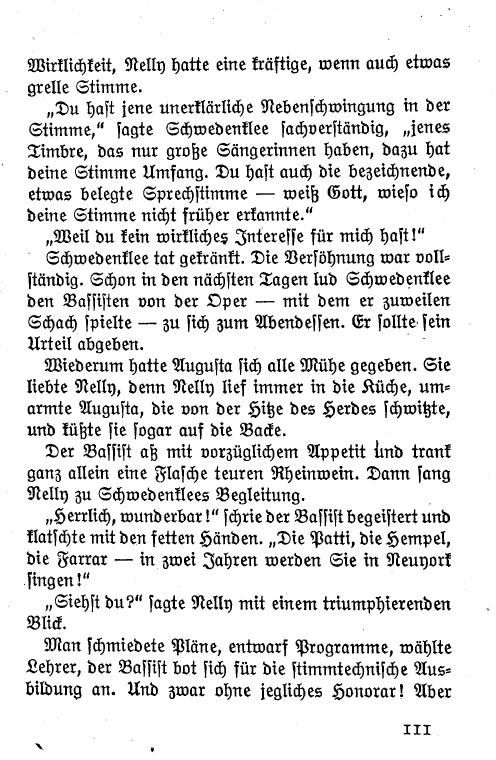 Wirklichkeit, Nelly hatte eine kräftige, wenn auch etwas
grelle Stimme.
„Du hast jene unerklärliche Nebenschwingung in der
Stimme,“ sagte Schwedenklee sachverständig, „jenes
Timbre, das nur große Sängerinnen haben, dazu hat
deine Stimme Umfang. Du hast auch die bezeichnende,
etwas belegte Sprechstimme — weiß Gott, wieso ich
deine Stimme nicht früher erkannte.“
„Weil du kein wirkliches Interesse für mich hast!“
Schwedenklee tat gekränkt. Die Versöhnung war voll-
ständig. Schon in den nächsten Tagen lud Schwedenklee
den Bassisten von der Oper — mit dem er zuweilen
Schach spielte — zu sich zum Abendessen. Er sollte sein
Urteil abgeben.
Wiederum hatte Augusta sich alle Mühe gegeben. Sie
liebte Nelly, denn Nelly lief immer in die Küche, um-
armte Augusta, die von der Hitze des Herdes schwitzte,
und küßte sie sogar auf die Backe.
Der Bassist aß mit vorzüglichem Appetit und trank
ganz allein eine Flasche teuren Rheinwein. Dann sang
Nelly zu Schwedenklees Begleitung.
„Herrlich, wunderbar!“ schrie der Bassist begeistert und
klatschte mit den fetten Händen. „Die Patti, die Hempel,
die Farrar — in zwei Jahren werden Sie in Neuyork
singen!“
„Siehst du?“ sagte Nelly mit einem triumphierenden
Blick.
Man schmiedete Pläne, entwarf Programme, wählte
Lehrer, der Bassist bot sich für die stimmtechnische Aus-
bildung an. Und zwar ohne jegliches Honorar! Aber
111